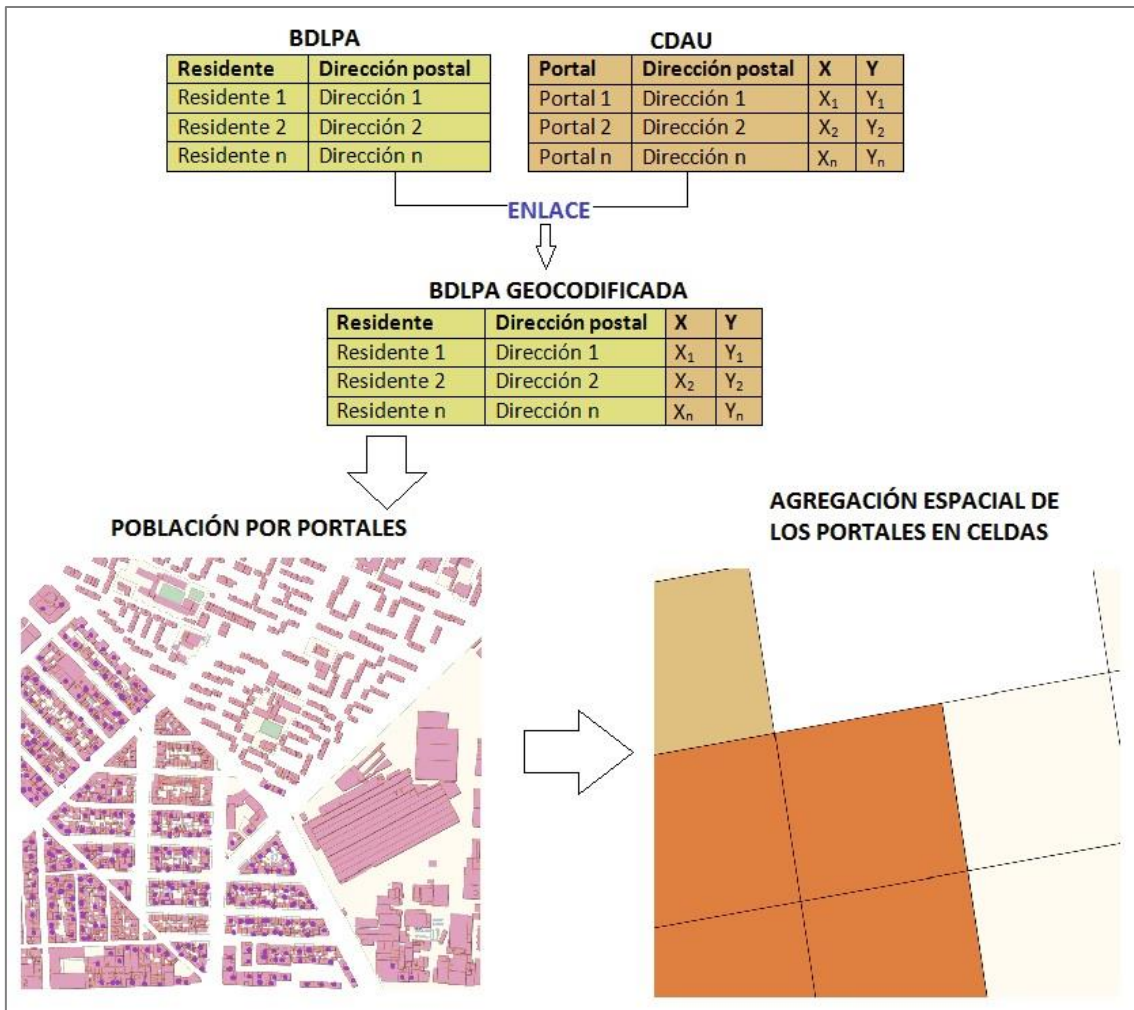 BDLPA
Residente Dirección postal
Residente 1 Dirección 1
Residente 2 Dirección 2
Residente n Dirección n
CDAU
Portal Dirección postal X Y
Portal 1 Dirección 1 X₁ Y₁
Portal 2 Dirección 2 X₂ Y₂
Portal n Dirección n Xₙ Yₙ
ENLACE
BDLPA GEOCODIFICADA
Residente Dirección postal X Y
Residente 1 Dirección 1 X₁ Y₁
Residente 2 Dirección 2 X₂ Y₂
Residente n Dirección n Xₙ Yₙ
POBLACIÓN POR PORTALES
AGREGACIÓN ESPACIAL DE
LOS PORTALES EN CELDAS